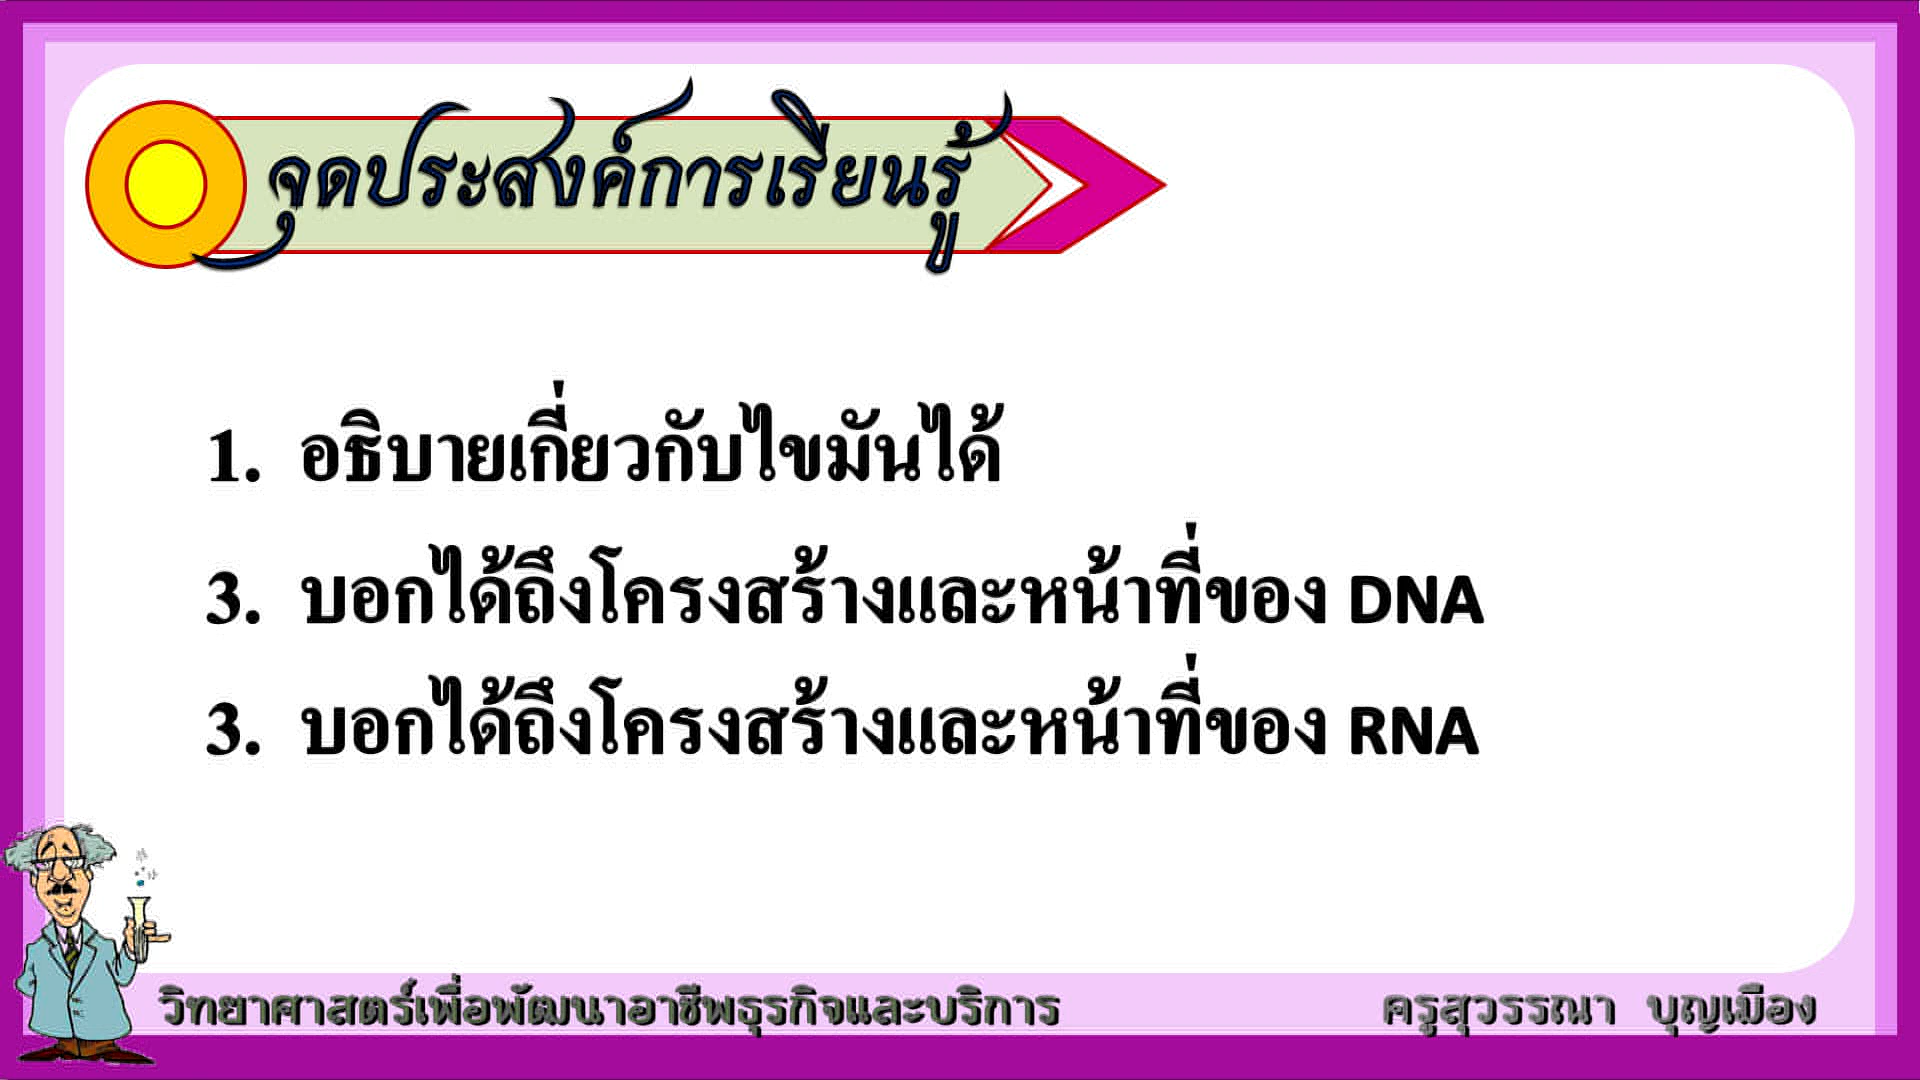 จุดประสงค์การเรียนรู้
1. อธิบายเกี่ยวกับไขมันได้
3. บอกได้ถึงโครงสร้างและหน้าที่ของ DNA
3. บอกได้ถึงโครงสร้างและหน้าที่ของ RNA
วิทยาศาสตร์เพื่อพัฒนาอาชีพธุรกิจและบริการ ครูสุวรรณา บุญเมือง